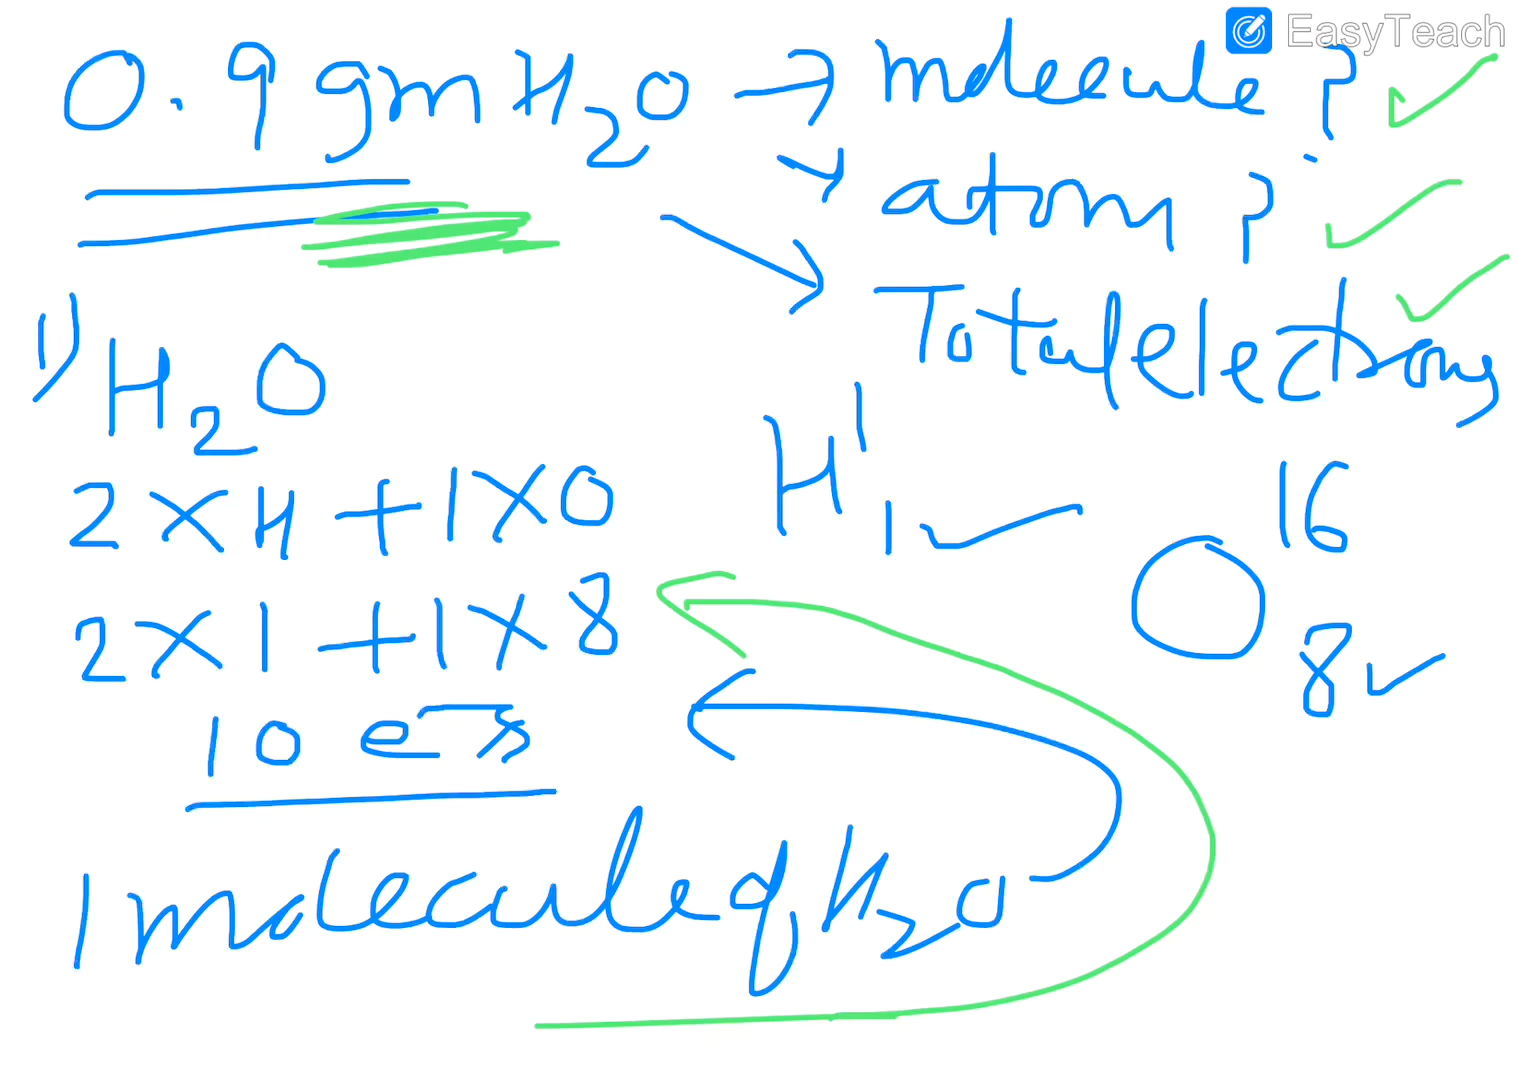 EasyTeach
0.9 gm H2O → molecule?
→ atom?
→ Total electrons
1) H2O
2 × H + 1 × O
H 1 1
O 16 8
2 × 1 + 1 × 8
10 e⁻s
1 molecule of H2O